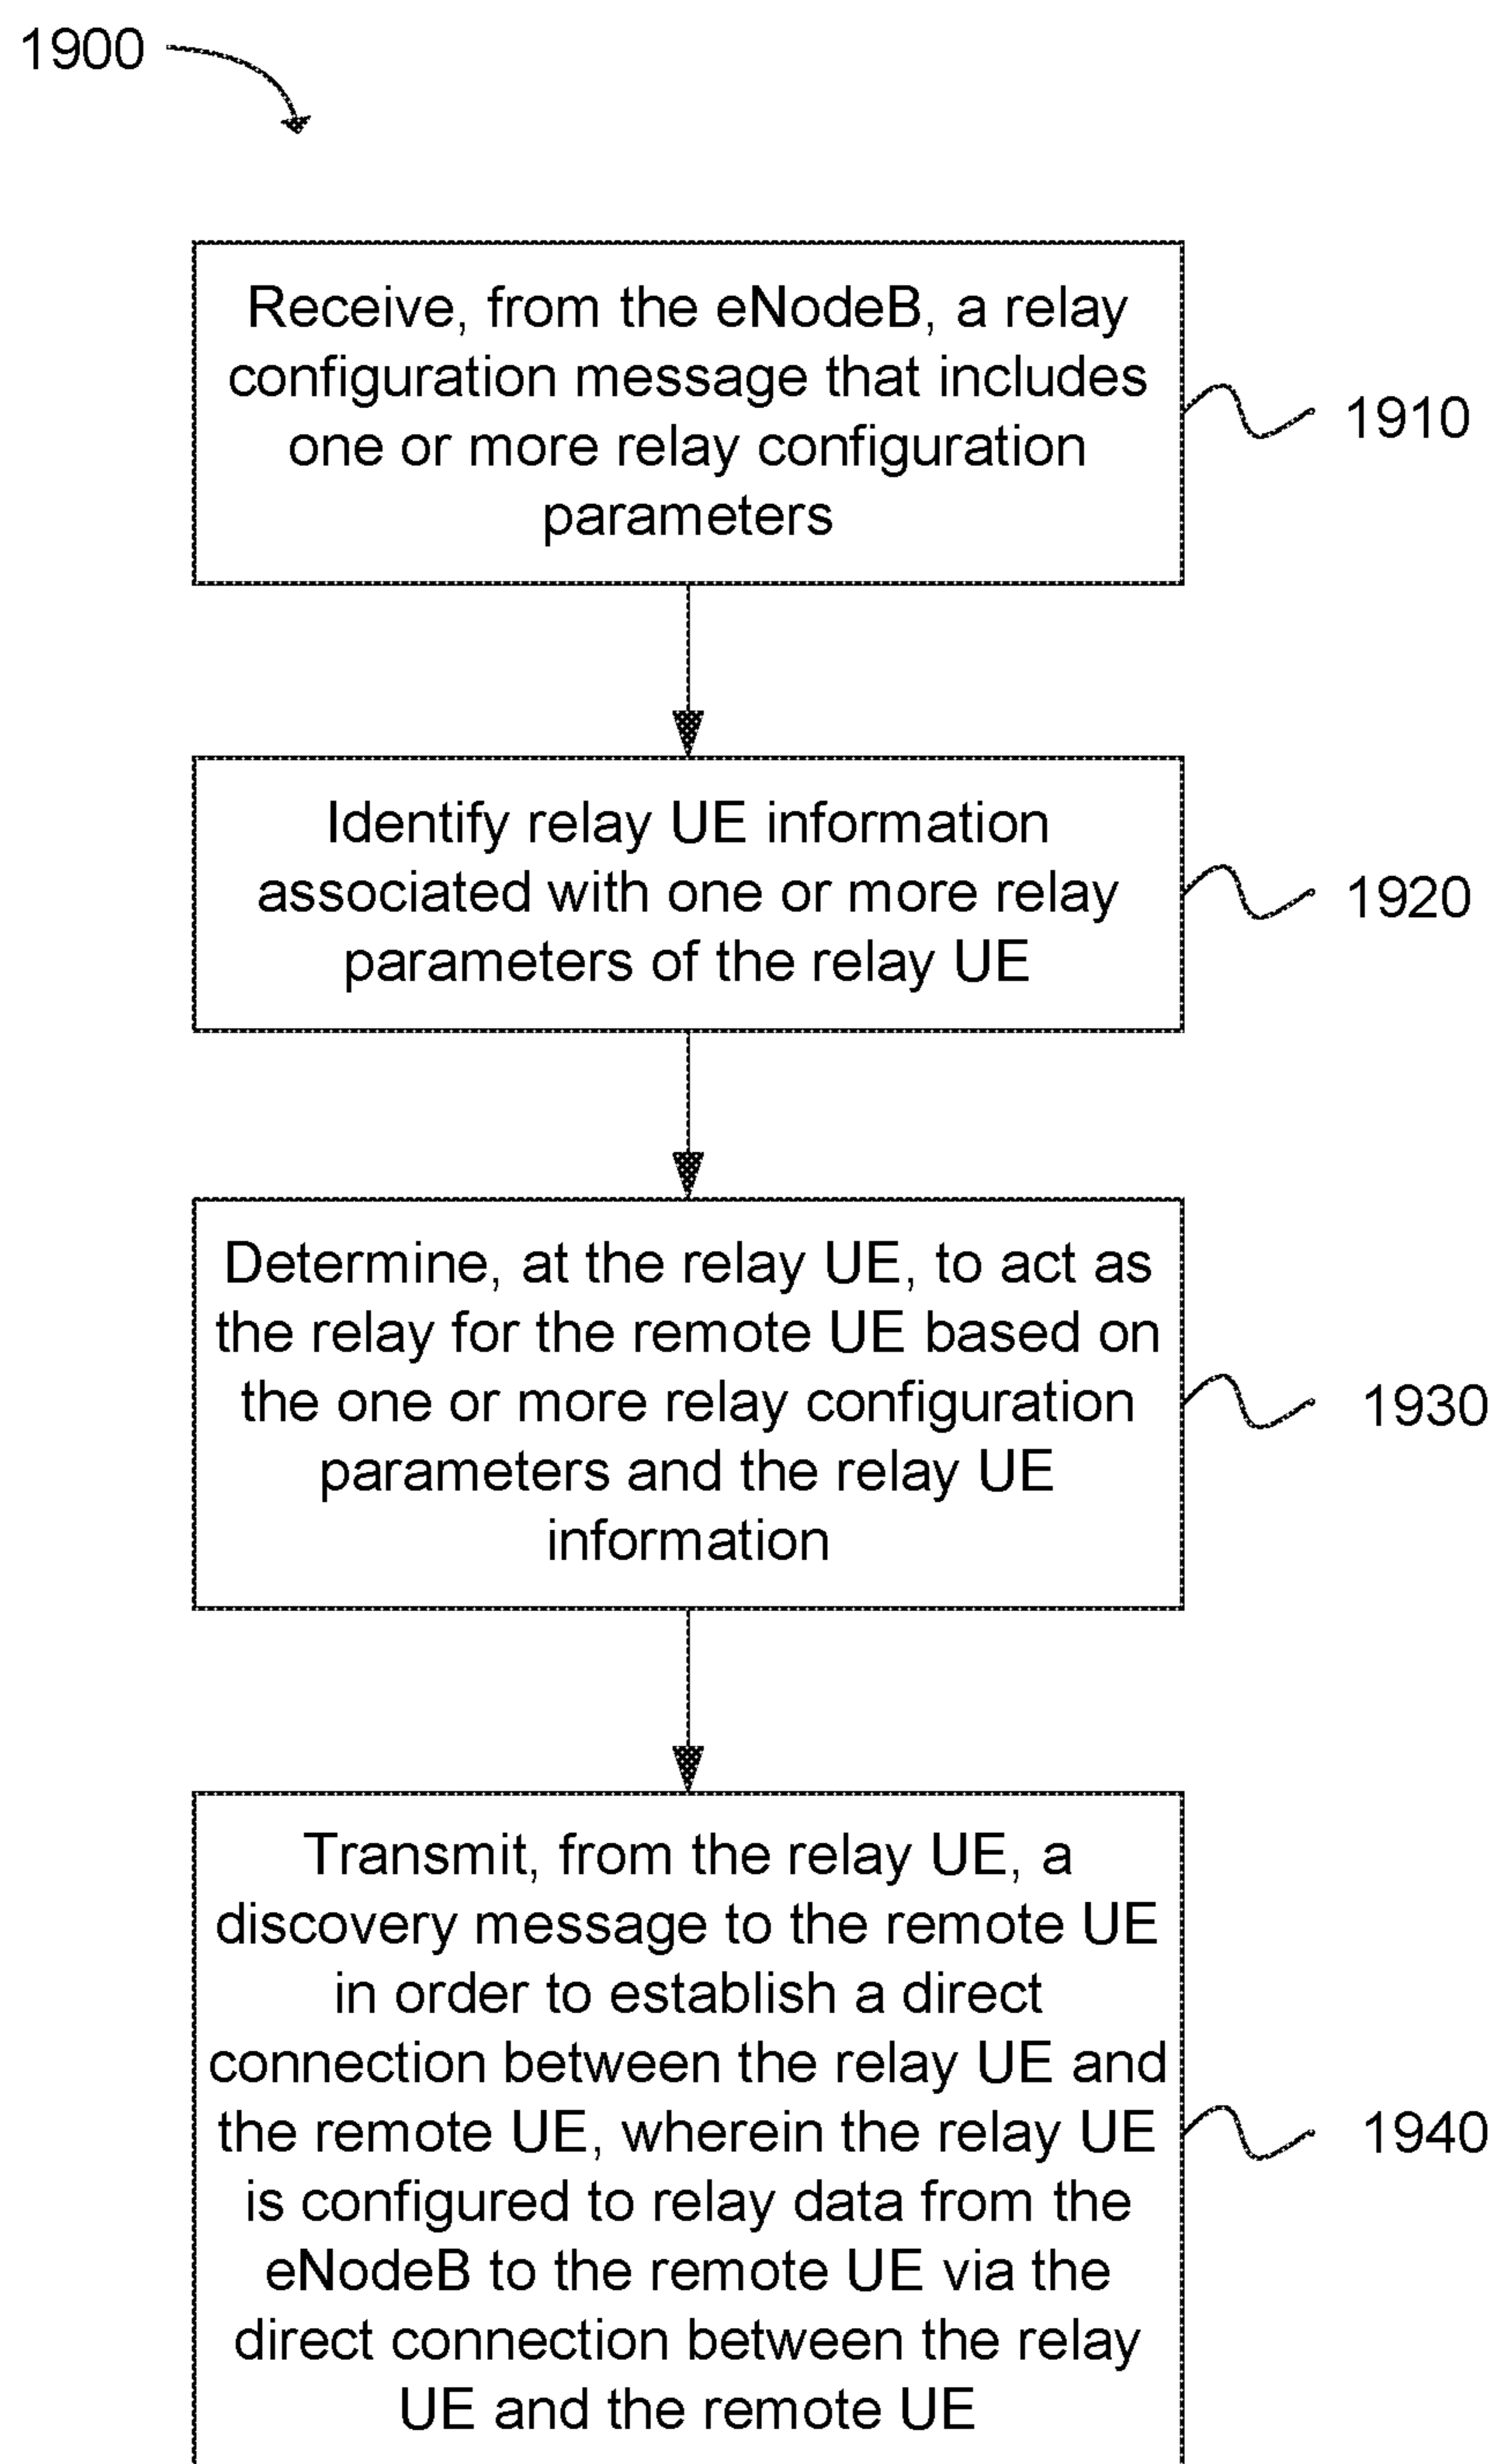 1900
Receive, from the eNodeB, a relay
configuration message that includes
one or more relay configuration
parameters
1910
Identify relay UE information
associated with one or more relay
parameters of the relay UE
1920
Determine, at the relay UE, to act as
the relay for the remote UE based on
the one or more relay configuration
parameters and the relay UE
information
1930
Transmit, from the relay UE, a
discovery message to the remote UE
in order to establish a direct
connection between the relay UE and
the remote UE, wherein the relay UE
is configured to relay data from the
eNodeB to the remote UE via the
direct connection between the relay
UE and the remote UE
1940